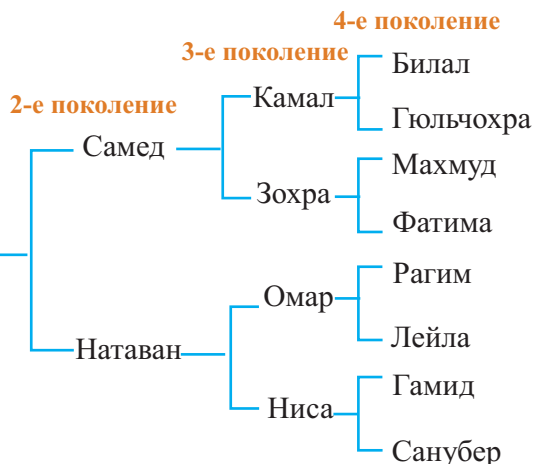 4-е поколение
3-е поколение
2-е поколение
Билал
Камал
Гюльчохра
Самед
Махмуд
Зохра
Фатима
Рагим
Омар
Лейла
Натаван
Гамид
Ниса
Санубер